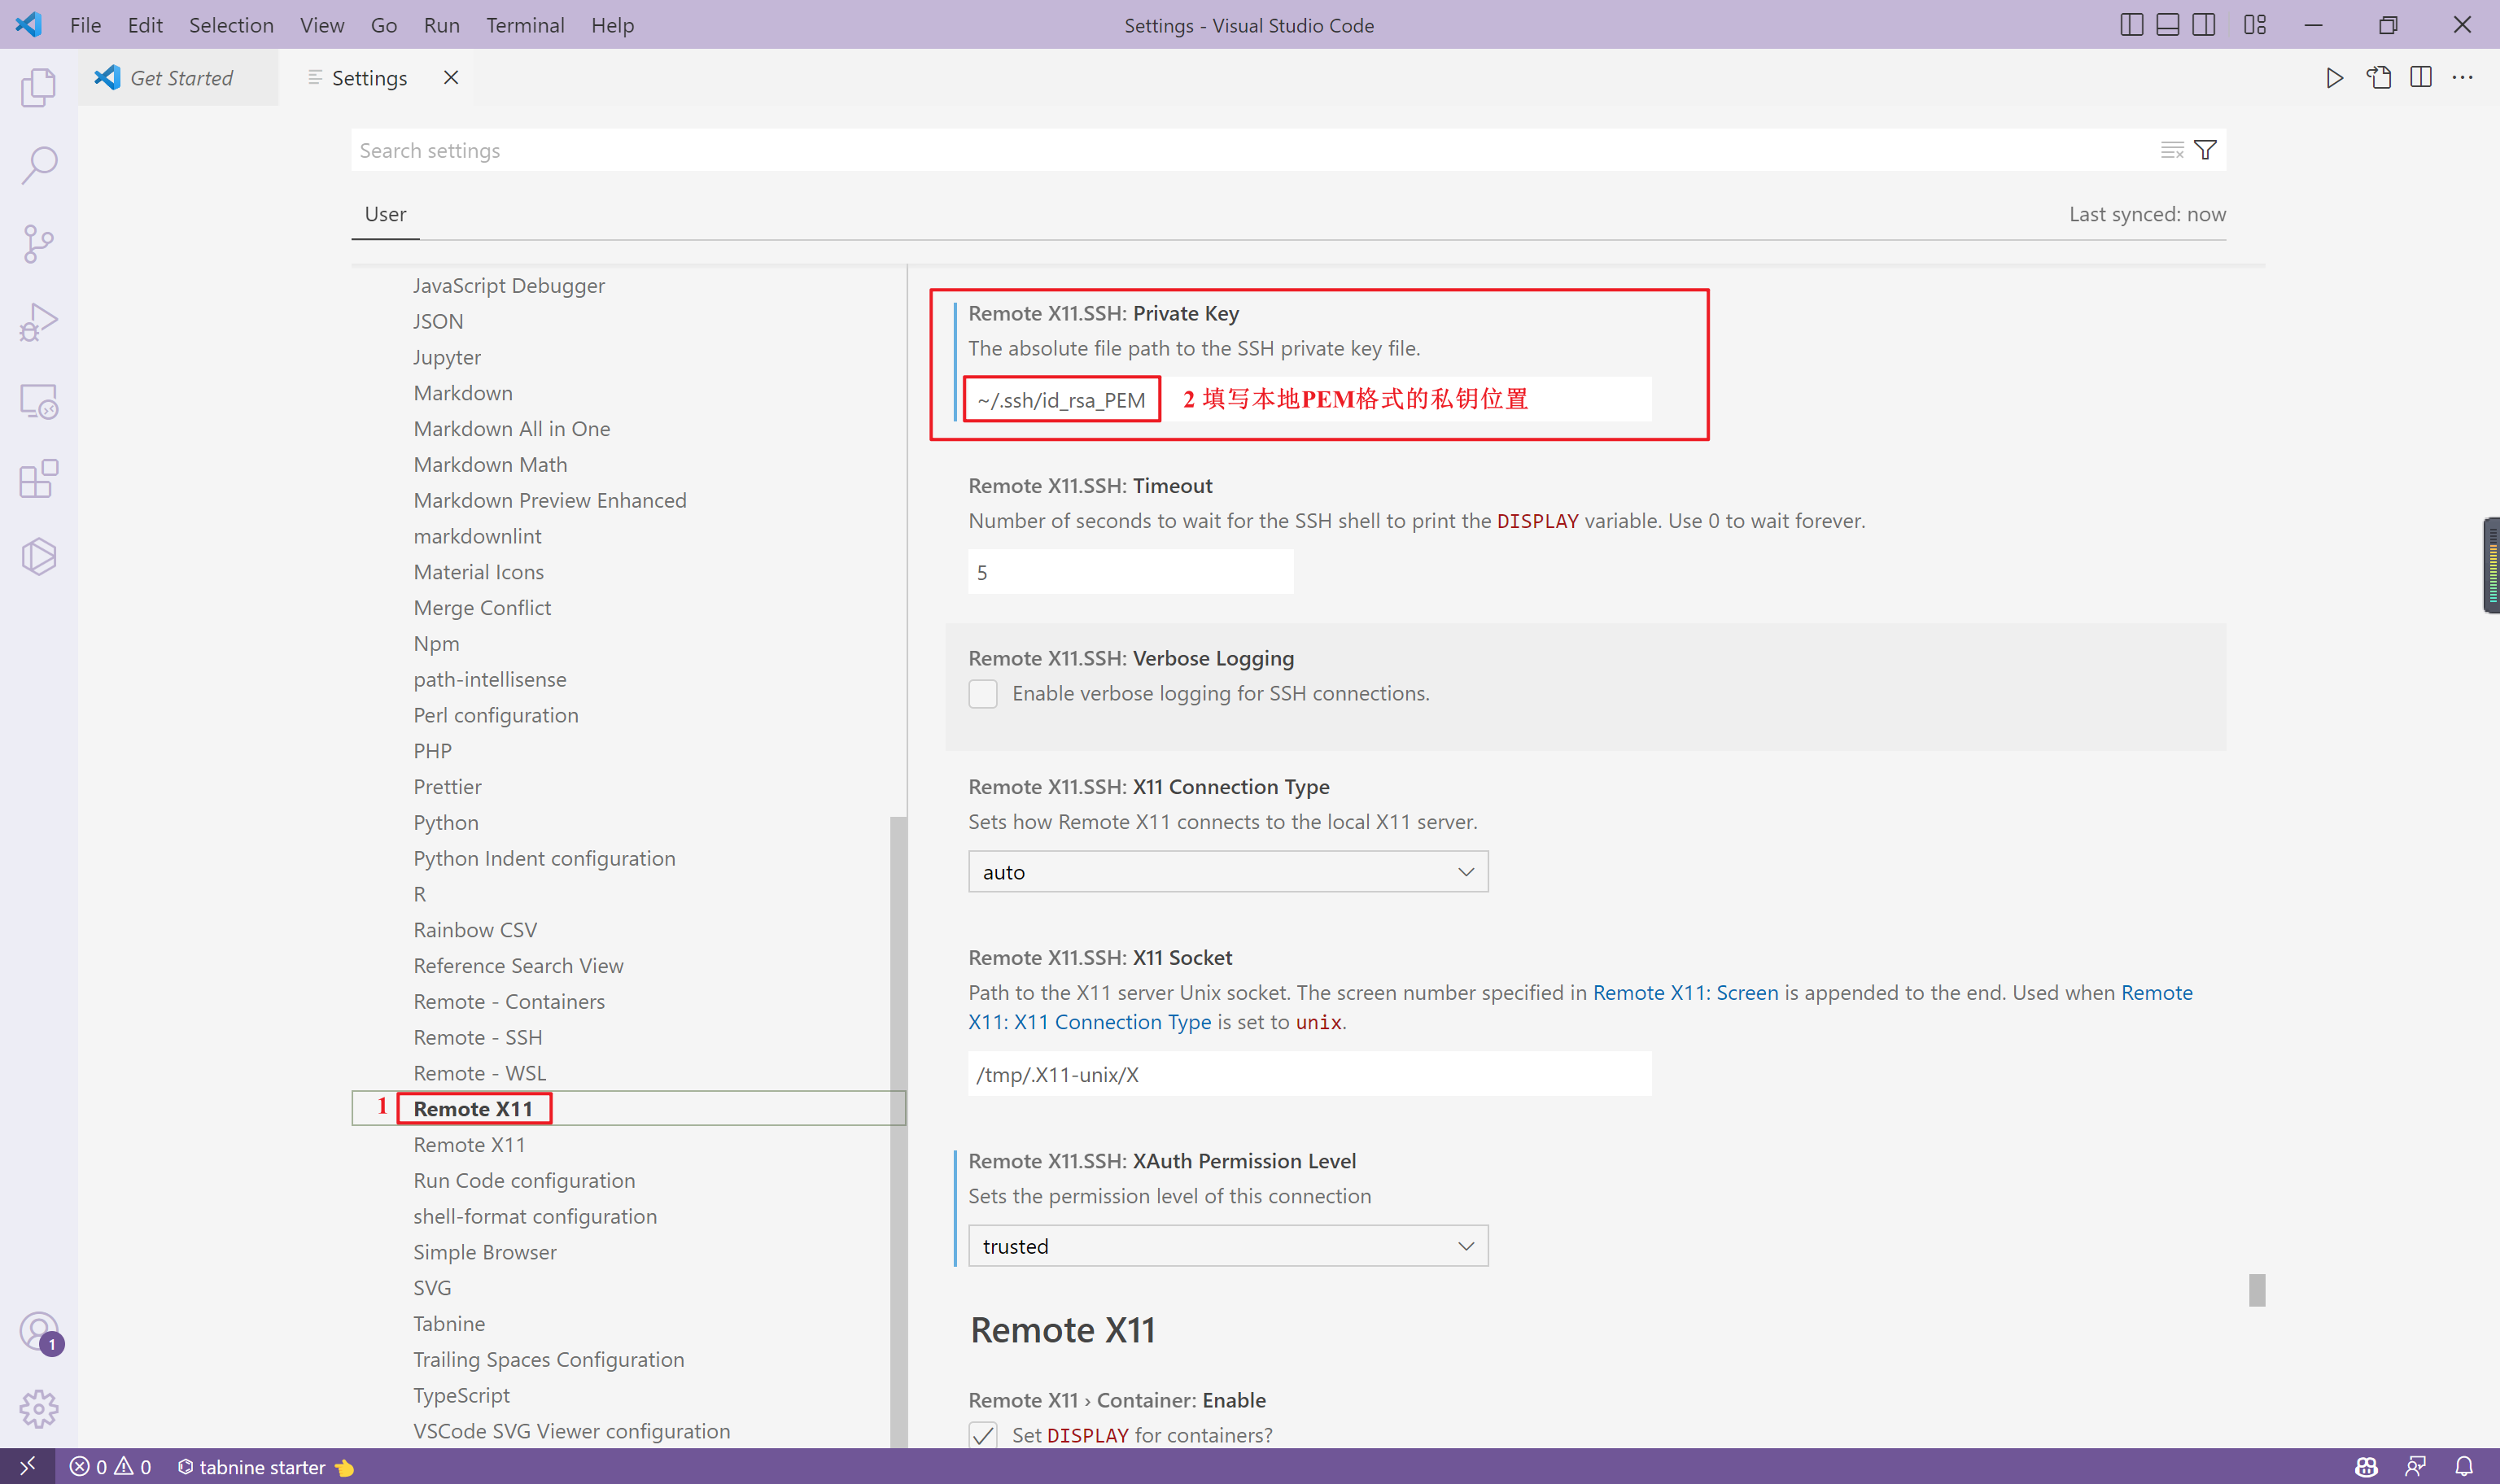 File Edit Selection View Go Run Terminal Help
Settings - Visual Studio Code
Get Started
Settings
Search settings
User
Last synced: now
JavaScript Debugger
JSON
Jupyter
Markdown
Markdown All in One
Markdown Math
Markdown Preview Enhanced
markdownlint
Material Icons
Merge Conflict
Npm
path-intellisense
Perl configuration
PHP
Prettier
Python
Python Indent configuration
R
Rainbow CSV
Reference Search View
Remote - Containers
Remote - SSH
Remote - WSL
1 Remote X11
Remote X11
Run Code configuration
shell-format configuration
Simple Browser
SVG
Tabnine
Trailing Spaces Configuration
TypeScript
VSCode SVG Viewer configuration
Remote X11.SSH: Private Key
The absolute file path to the SSH private key file.
~/.ssh/id_rsa_PEM
2 填写本地PEM格式的私钥位置
Remote X11.SSH: Timeout
Number of seconds to wait for the SSH shell to print the DISPLAY variable. Use 0 to wait forever.
5
Remote X11.SSH: Verbose Logging
Enable verbose logging for SSH connections.
Remote X11.SSH: X11 Connection Type
Sets how Remote X11 connects to the local X11 server.
auto
Remote X11.SSH: X11 Socket
Path to the X11 server Unix socket. The screen number specified in Remote X11: Screen is appended to the end. Used when Remote
X11: X11 Connection Type is set to unix.
/tmp/.X11-unix/X
Remote X11.SSH: XAuth Permission Level
Sets the permission level of this connection
trusted
Remote X11
Remote X11 › Container: Enable
Set DISPLAY for containers?
1
0 0 tabnine starter